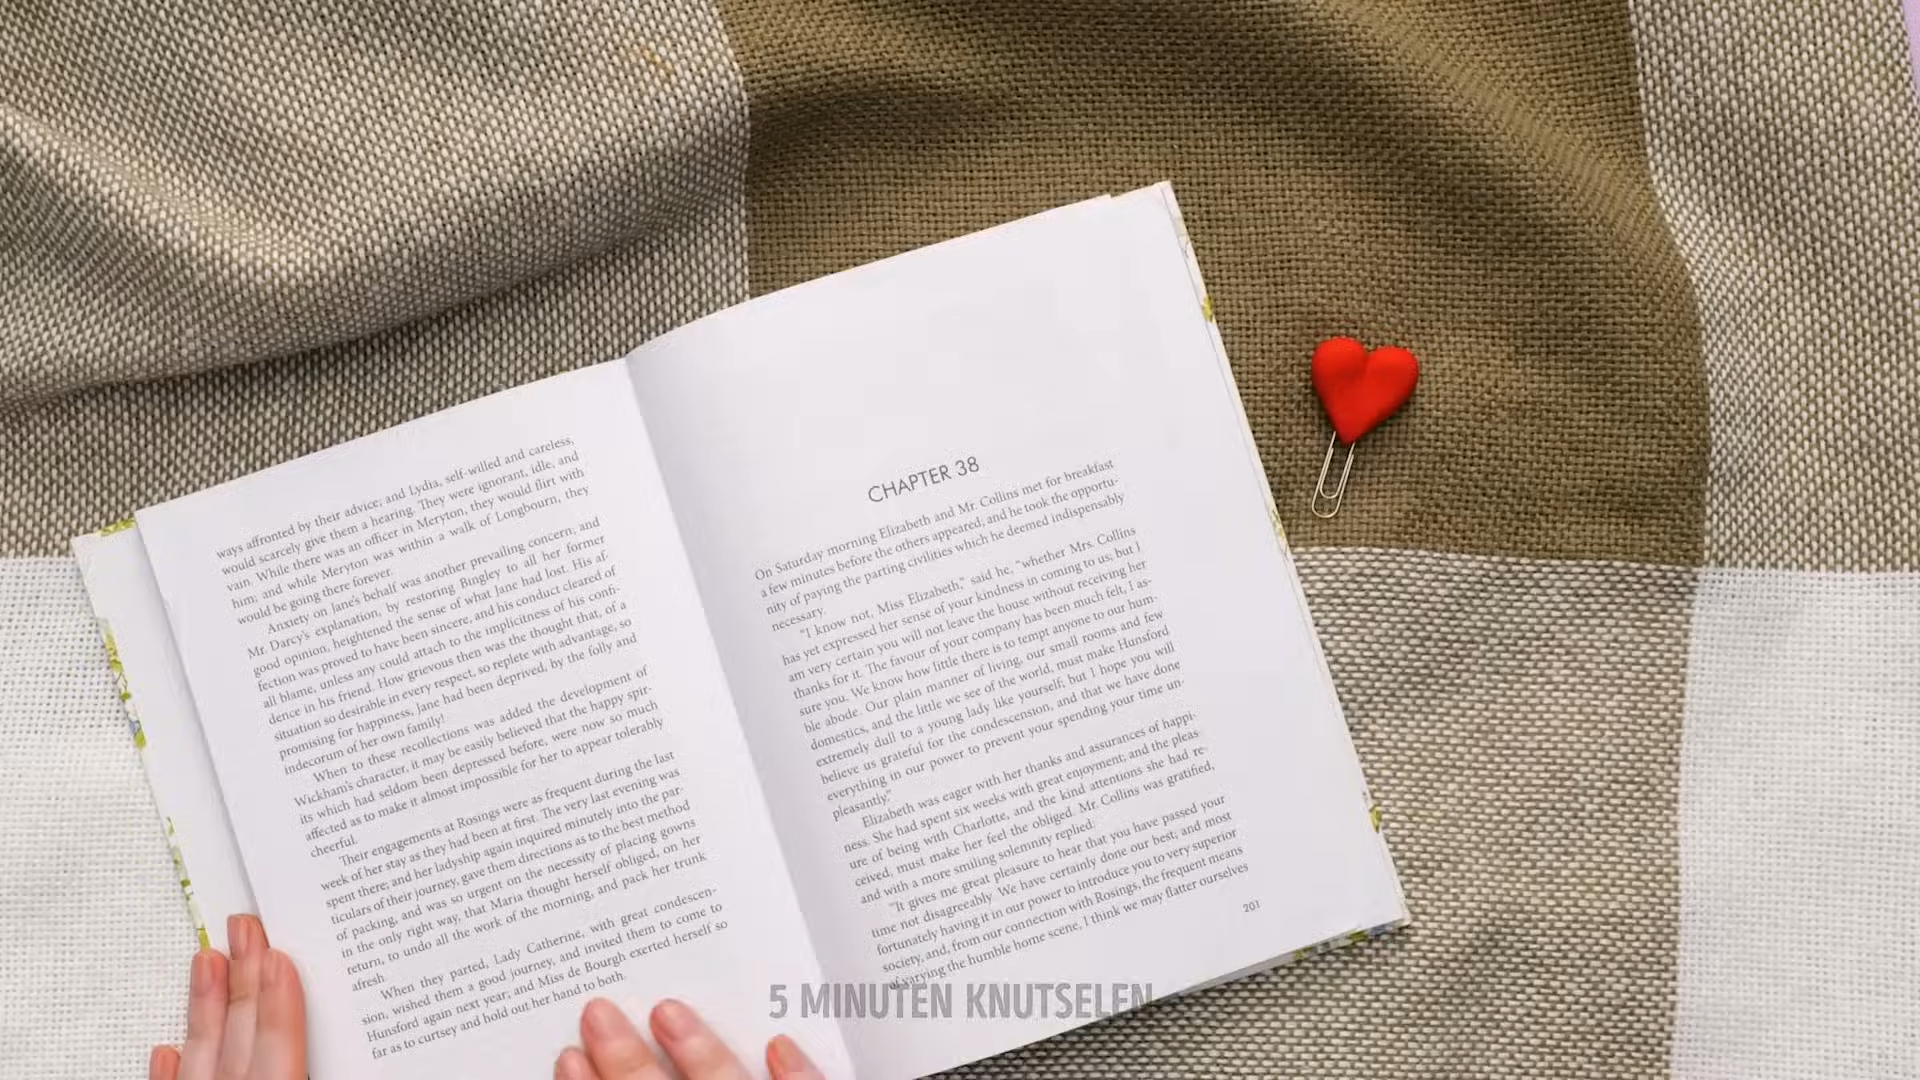 ways affronted by their advice; and Lydia, self-willed and careless,
would scarcely give them a hearing. They were ignorant, idle, and
vain. While there was an officer in Meryton, they would flirt with
him; and while Meryton was within a walk of Longbourn, they
would be going there forever.
Anxiety on Jane's behalf was another prevailing concern; and
Mr. Darcy's explanation, by restoring Bingley to all her former
good opinion, heightened the sense of what Jane had lost. His af-
fection was proved to have been sincere, and his conduct cleared of
all blame, unless any could attach to the implicitness of his confi-
dence in his friend. How grievous then was the thought that, of a
situation so desirable in every respect, so replete with advantage, so
promising for happiness, Jane had been deprived, by the folly and
indecorum of her own family!
When to these recollections was added the development of
Wickham's character, it may be easily believed that the happy spir-
its which had seldom been depressed before, were now so much
affected as to make it almost impossible for her to appear tolerably
cheerful.
Their engagements at Rosings were as frequent during the last
week of her stay as they had been at first. The very last evening was
spent there; and her ladyship again inquired minutely into the par-
ticulars of their journey, gave them directions as to the best method
of packing, and was so urgent on the necessity of placing gowns
in the only right way, that Maria thought herself obliged, on her
return, to undo all the work of the morning, and pack her trunk
afresh.
When they parted, Lady Catherine, with great condescen-
sion, wished them a good journey, and invited them to come to
Hunsford again next year; and Miss de Bourgh exerted herself so
far as to curtsey and hold out her hand to both.
CHAPTER 38
On Saturday morning Elizabeth and Mr. Collins met for breakfast
a few minutes before the others appeared; and he took the opportu-
nity of paying the parting civilities which he deemed indispensably
necessary.
"I know not, Miss Elizabeth," said he, "whether Mrs. Collins
has yet expressed her sense of your kindness in coming to us; but I
am very certain you will not leave the house without receiving her
thanks for it. The favour of your company has been much felt, I as-
sure you. We know how little there is to tempt anyone to our hum-
ble abode. Our plain manner of living, our small rooms and few
domestics, and the little we see of the world, must make Hunsford
extremely dull to a young lady like yourself; but I hope you will
believe us grateful for the condescension, and that we have done
everything in our power to prevent your spending your time un-
pleasantly."
Elizabeth was eager with her thanks and assurances of happi-
ness. She had spent six weeks with great enjoyment; and the pleas-
ure of being with Charlotte, and the kind attentions she had re-
ceived, must make her feel the obliged. Mr. Collins was gratified,
and with a more smiling solemnity replied:
"It gives me great pleasure to hear that you have passed your
time not disagreeably. We have certainly done our best; and most
fortunately having it in our power to introduce you to very superior
society, and, from our connection with Rosings, the frequent means
of varying the humble home scene, I think we may flatter ourselves
201
5 MINUTEN KNUTSELEN